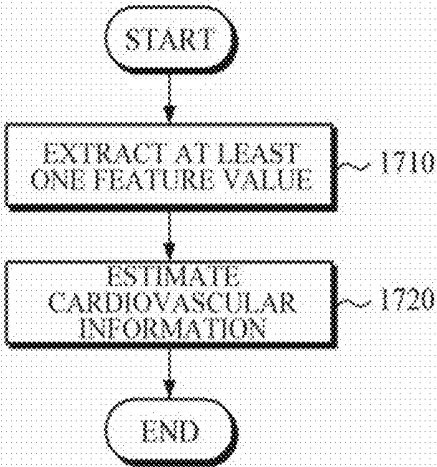 START
EXTRACT AT LEAST
ONE FEATURE VALUE
1710
ESTIMATE
CARDIOVASCULAR
INFORMATION
1720
END